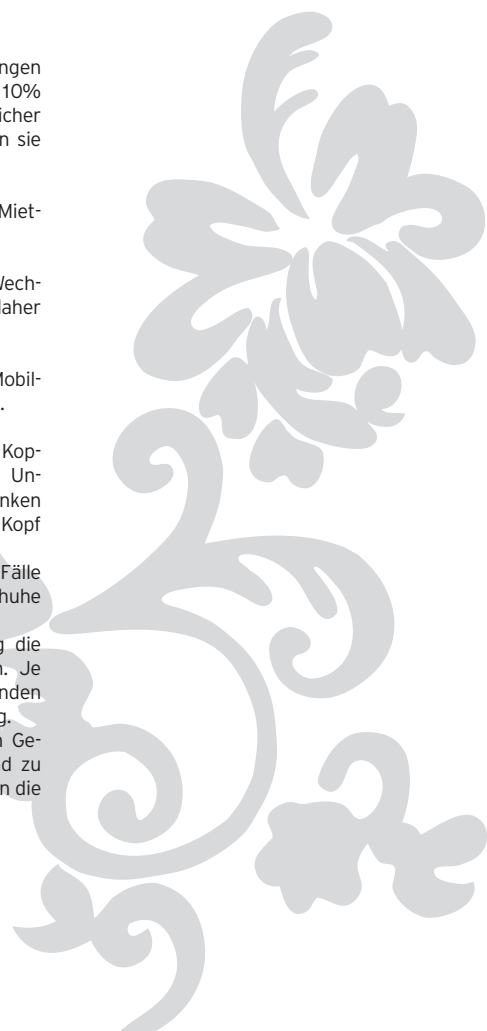 ngen
10%
icher
n sie
Miet-
Wech-
daher
Mobil-
.
Kop-
Un-
nken
Kopf
Fälle
huhe
g die
n. Je
nden
g.
n Ge-
d zu
n die